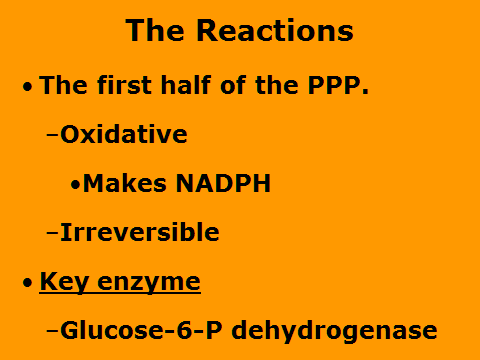 The Reactions
• The first half of the PPP.
–Oxidative
•Makes NADPH
–Irreversible
• Key enzyme
–Glucose-6-P dehydrogenase